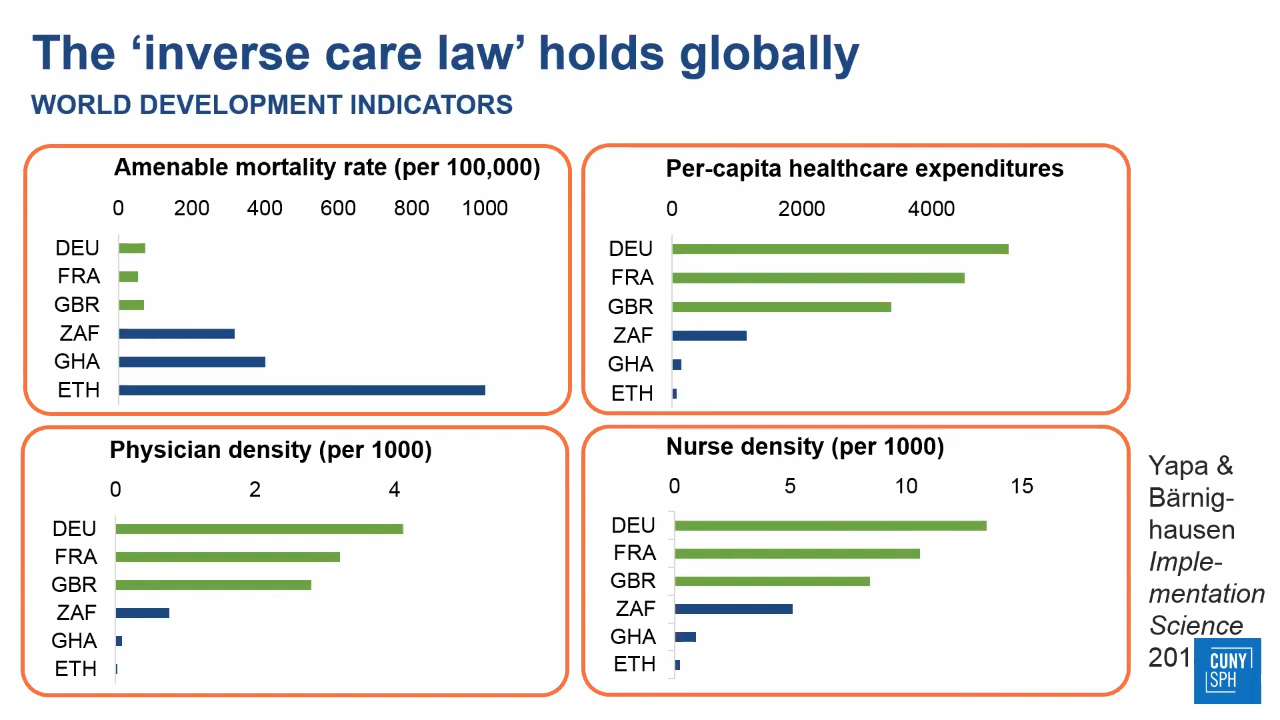 The ‘inverse care law’ holds globally
WORLD DEVELOPMENT INDICATORS
Amenable mortality rate (per 100,000)
0 200 400 600 800 1000
DEU
FRA
GBR
ZAF
GHA
ETH
Per-capita healthcare expenditures
0 2000 4000
DEU
FRA
GBR
ZAF
GHA
ETH
Physician density (per 1000)
0 2 4
DEU
FRA
GBR
ZAF
GHA
ETH
Nurse density (per 1000)
0 5 10 15
DEU
FRA
GBR
ZAF
GHA
ETH
Yapa &
Bärnig-
hausen
Imple-
mentation
Science
201
CUNY
SPH